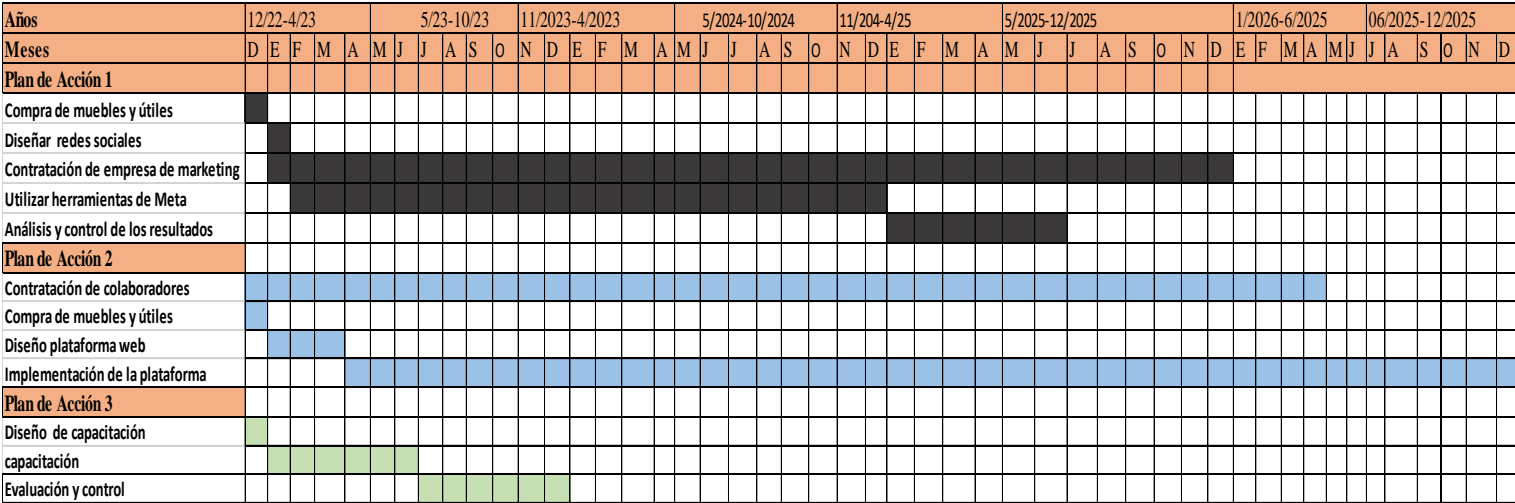 Años 12/22-4/23 5/23-10/23 11/2023-4/2023 5/2024-10/2024 11/204-4/25 5/2025-12/2025 1/2026-6/2025 06/2025-12/2025
Meses D E F M A M J J A S O N D E F M A M J J A S O N D E F M A M J J A S O N D E F M A M J J A S O N D
Plan de Acción 1
Compra de muebles y útiles
Diseñar redes sociales
Contratación de empresa de marketing
Utilizar herramientas de Meta
Análisis y control de los resultados
Plan de Acción 2
Contratación de colaboradores
Compra de muebles y útiles
Diseño plataforma web
Implementación de la plataforma
Plan de Acción 3
Diseño de capacitación
capacitación
Evaluación y control